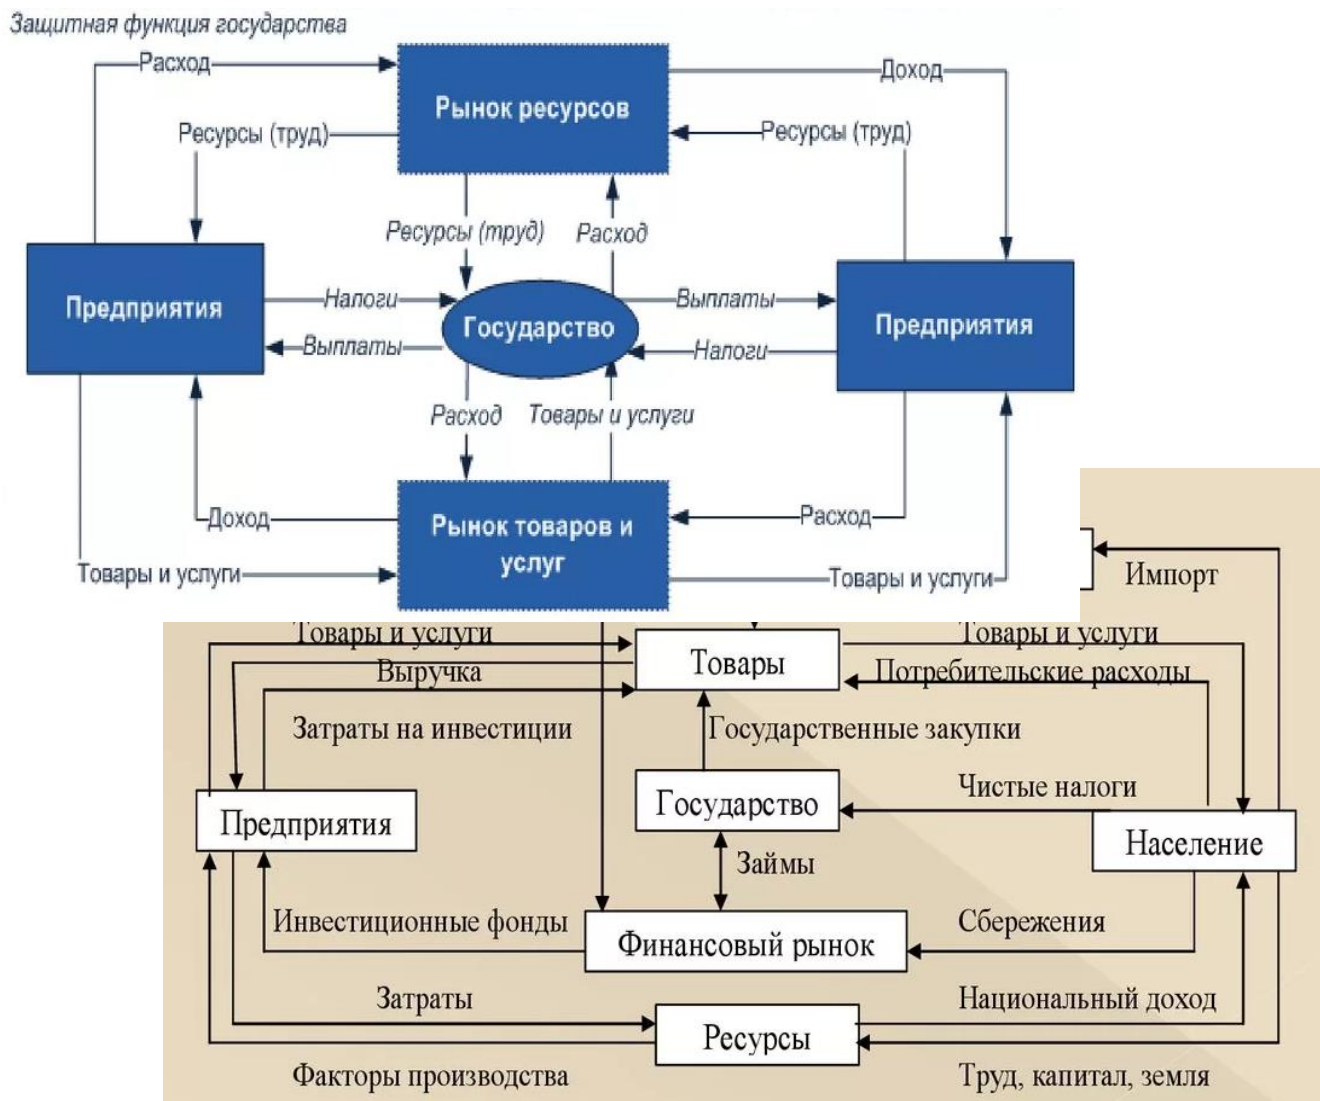 Защитная функция государства
Расход
Доход
Рынок ресурсов
Ресурсы (труд)
Ресурсы (труд)
Ресурсы (труд)
Расход
Предприятия
Налоги
Выплаты
Государство
Предприятия
Выплаты
Налоги
Расход
Товары и услуги
Доход
Рынок товаров и
услуг
Расход
Товары и услуги
Товары и услуги
Импорт
Товары и услуги
Товары и услуги
Товары
Выручка
Потребительские расходы
Затраты на инвестиции
Государственные закупки
Чистые налоги
Государство
Предприятия
Население
Займы
Инвестиционные фонды
Сбережения
Финансовый рынок
Затраты
Национальный доход
Ресурсы
Факторы производства
Труд, капитал, земля